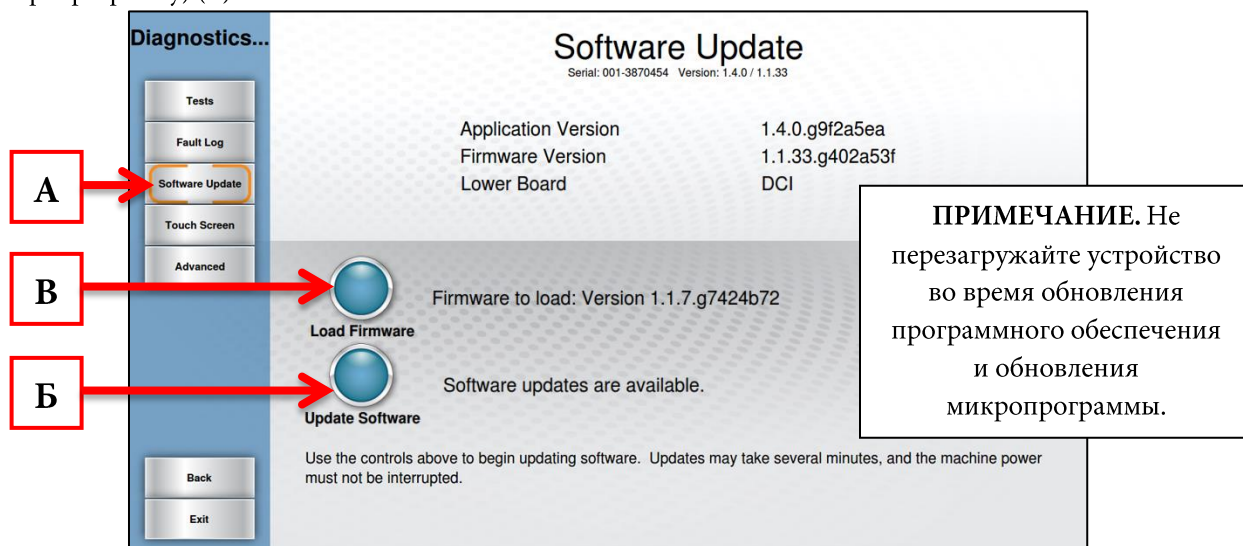 Diagnostics...
Software Update
Serial: 001-3870454 Version: 1.4.0 / 1.1.33
Tests
Fault Log
Software Update
Touch Screen
Advanced
Application Version 1.4.0.g9f2a5ea
Firmware Version 1.1.33.g402a53f
Lower Board DCI
А
В
Б
Load Firmware
Firmware to load: Version 1.1.7.g7424b72
Update Software
Software updates are available.
ПРИМЕЧАНИЕ. Не
перезагружайте устройство
во время обновления
программного обеспечения
и обновления
микропрограммы.
Use the controls above to begin updating software. Updates may take several minutes, and the machine power
must not be interrupted.
Back
Exit